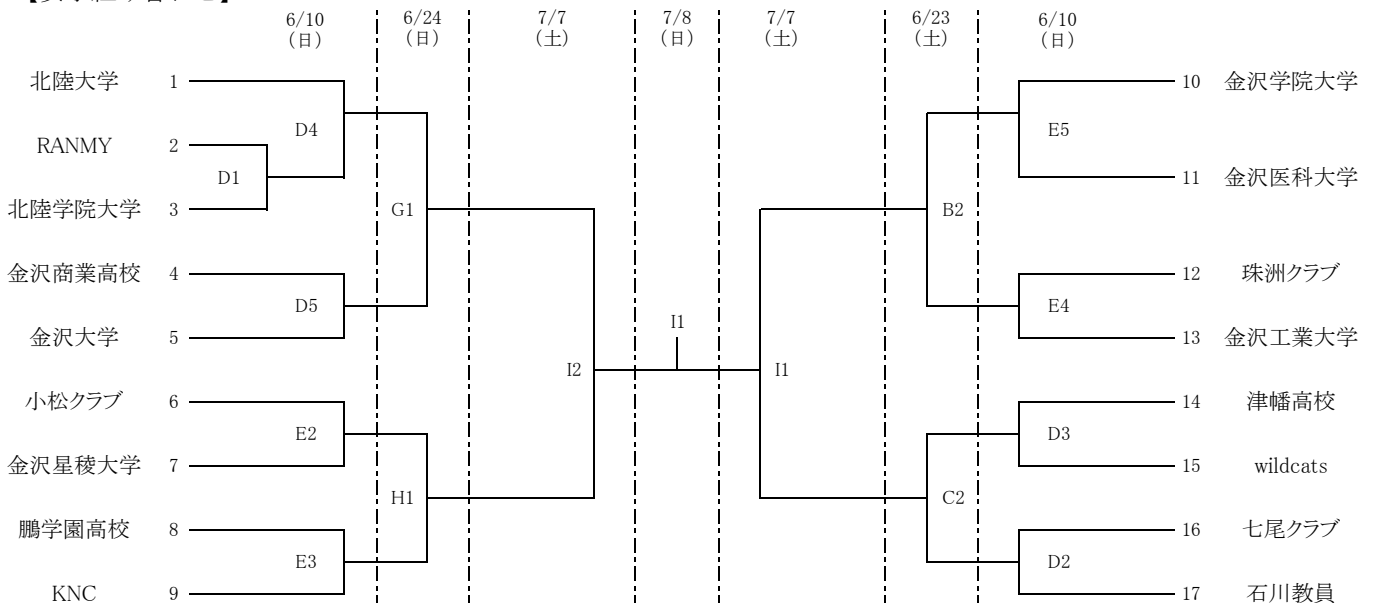 6/10 6/24 7/7 7/8 7/7 6/23 6/10
(日) (日) (土) (日) (土) (土) (日)
北陸大学 1 10 金沢学院大学
D4 E5
RANMY 2
D1 11 金沢医科大学
北陸学院大学 3 G1 B2
金沢商業高校 4 12 珠洲クラブ
D5 E4
I1
金沢大学 5 13 金沢工業大学
I2 I1
小松クラブ 6 14 津幡高校
E2 D3
金沢星稜大学 7 15 wildcats
H1 C2
鵬学園高校 8 16 七尾クラブ
E3 D2
KNC 9 17 石川教員